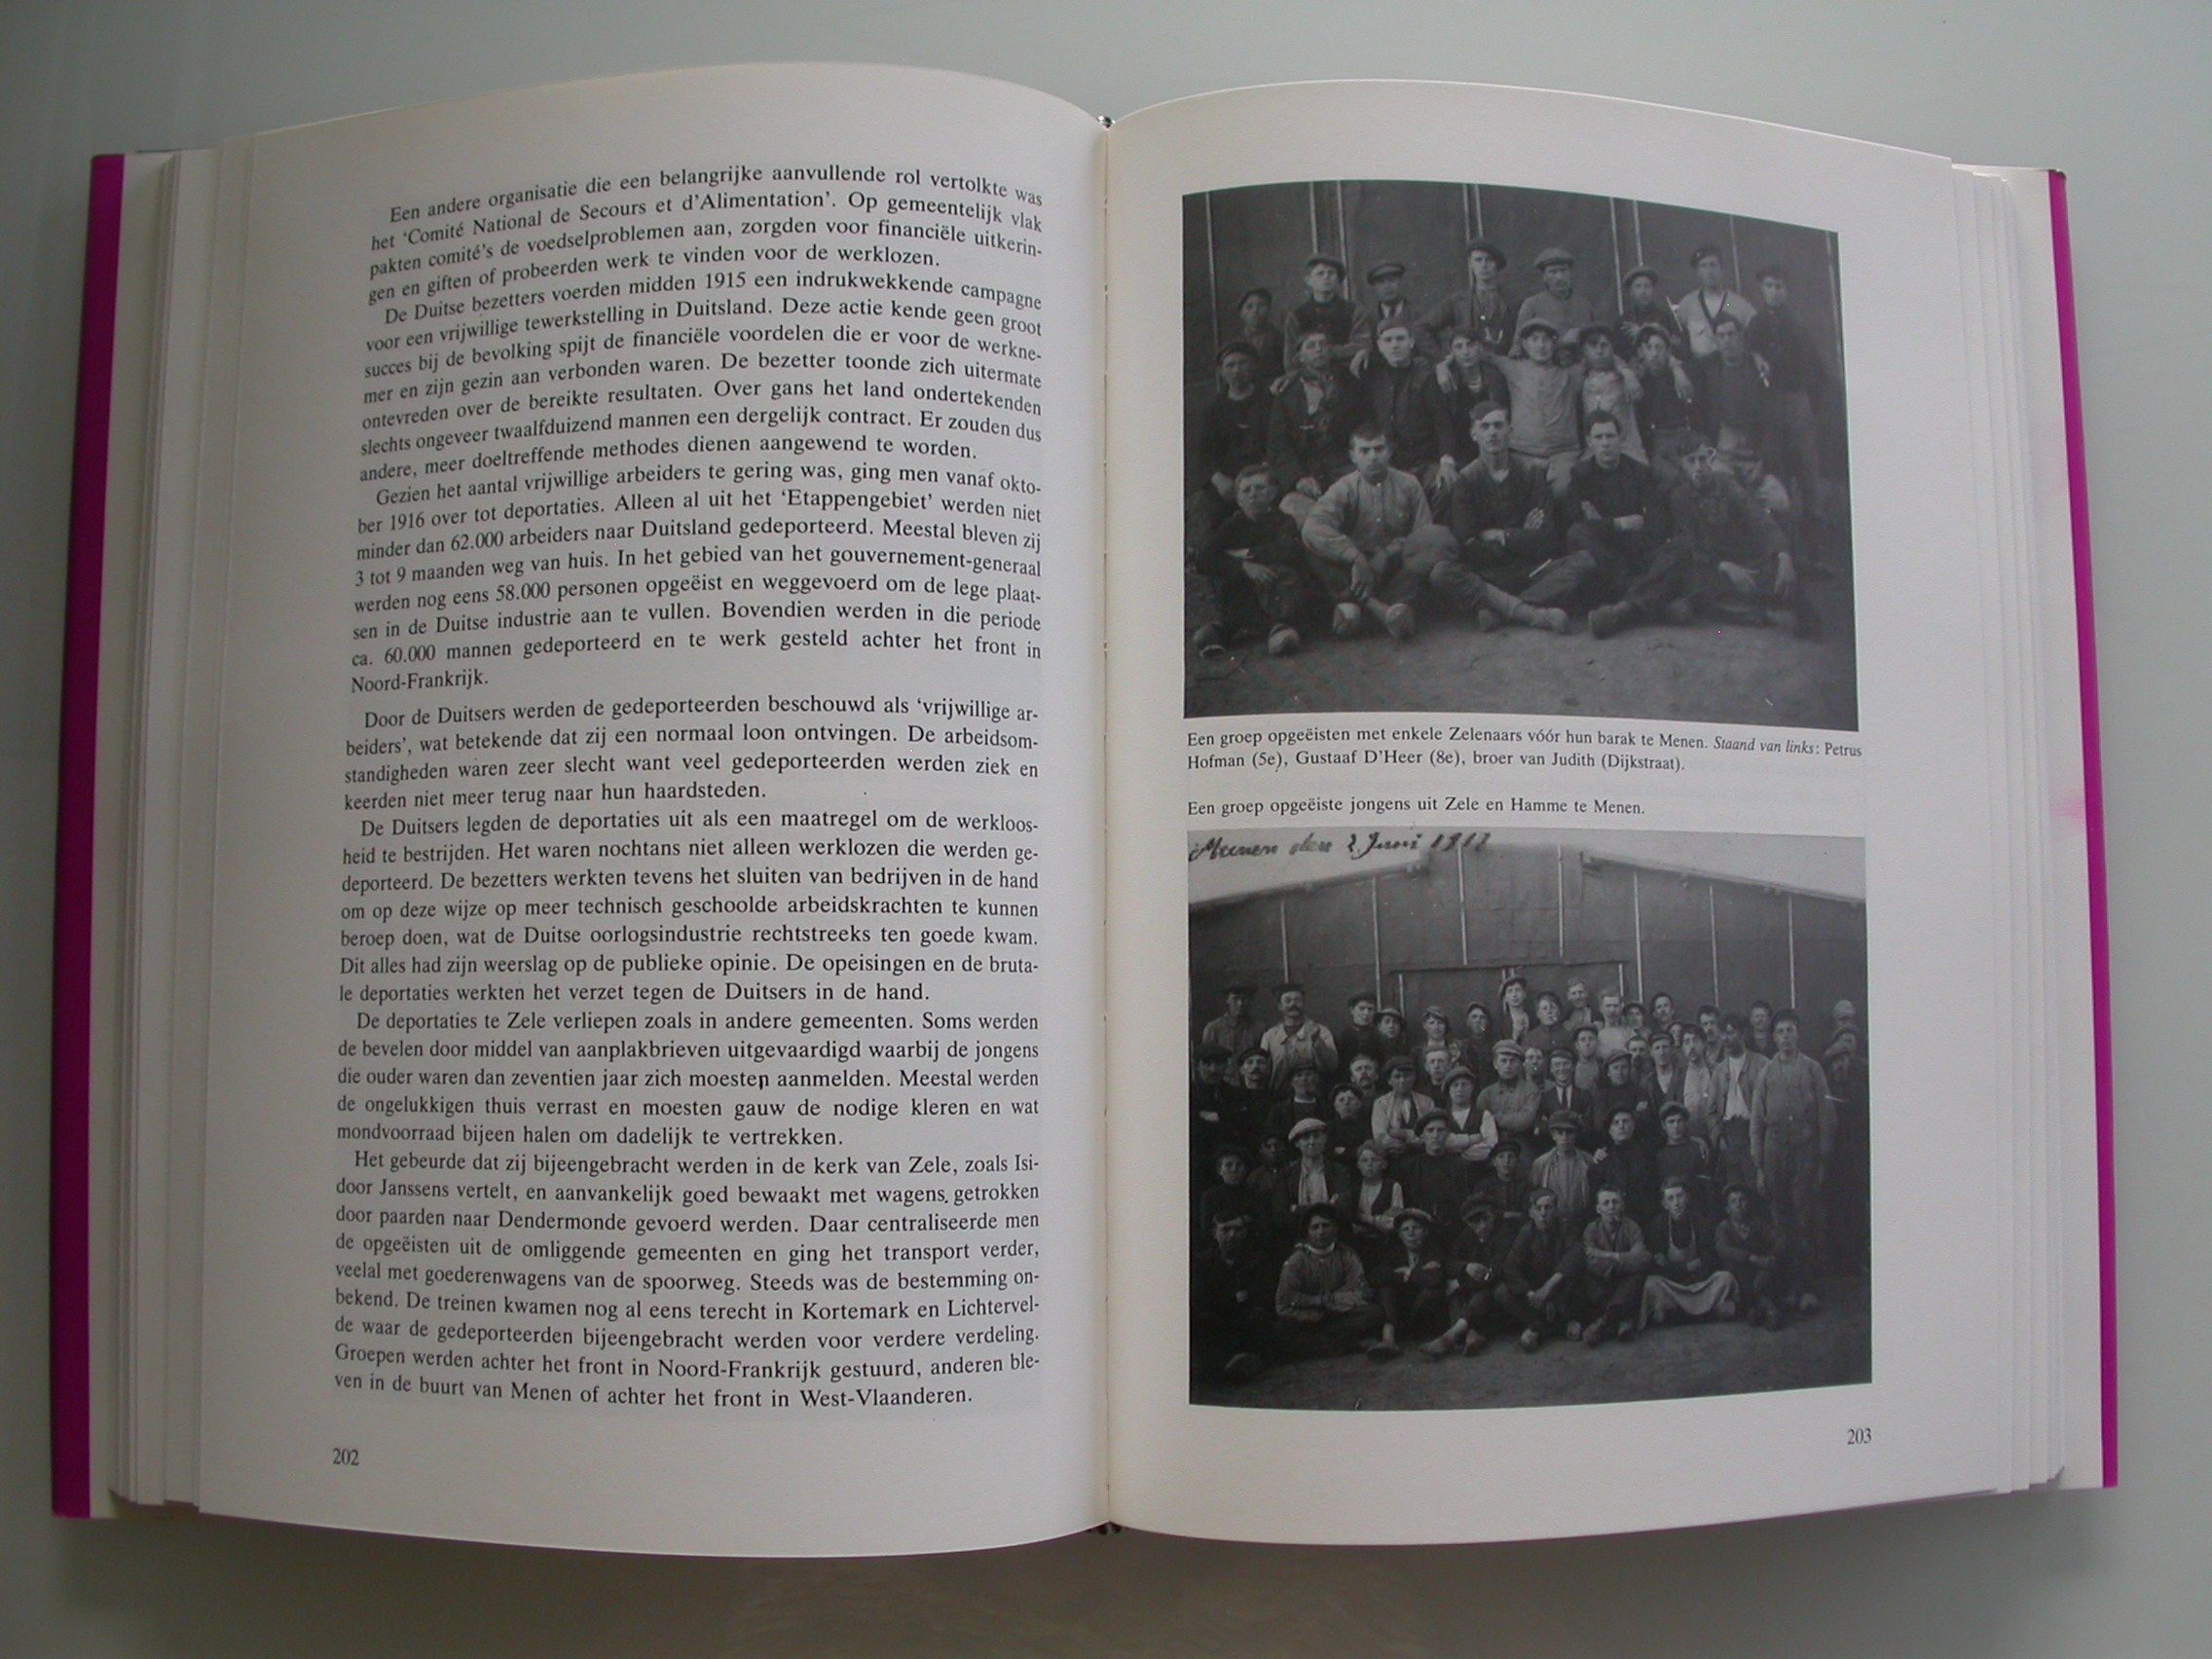 Een andere organisatie die een belangrijke aanvullende rol vertolkte was
het ‘Comité National de Secours et d’Alimentation’. Op gemeentelijk vlak
pakten comité’s de voedselproblemen aan, zorgden voor financiële uitkerin-
gen en giften of probeerden werk te vinden voor de werklozen.
De Duitse bezetters voerden midden 1915 een indrukwekkende campagne
voor een vrijwillige tewerkstelling in Duitsland. Deze actie kende geen groot
succes bij de bevolking spijt de financiële voordelen die er voor de werkne-
mer en zijn gezin aan verbonden waren. De bezetter toonde zich uitermate
ontevreden over de bereikte resultaten. Over gans het land ondertekenden
slechts ongeveer twaalfduizend mannen een dergelijk contract. Er zouden dus
andere, meer doeltreffende methodes dienen aangewend te worden.
Gezien het aantal vrijwillige arbeiders te gering was, ging men vanaf okto-
ber 1916 over tot deportaties. Alleen al uit het ‘Etappengebiet’ werden niet
minder dan 62.000 arbeiders naar Duitsland gedeporteerd. Meestal bleven zij
3 tot 9 maanden weg van huis. In het gebied van het gouvernement-generaal
werden nog eens 58.000 personen opgeëist en weggevoerd om de lege plaat-
sen in de Duitse industrie aan te vullen. Bovendien werden in die periode
ca. 60.000 mannen gedeporteerd en te werk gesteld achter het front in
Noord-Frankrijk.
Door de Duitsers werden de gedeporteerden beschouwd als ‘vrijwillige ar-
beiders’, wat betekende dat zij een normaal loon ontvingen. De arbeidsom-
standigheden waren zeer slecht want veel gedeporteerden werden ziek en
keerden niet meer terug naar hun haardsteden.
De Duitsers legden de deportaties uit als een maatregel om de werkloos-
heid te bestrijden. Het waren nochtans niet alleen werklozen die werden ge-
deporteerd. De bezetters werkten tevens het sluiten van bedrijven in de hand
om op deze wijze op meer technisch geschoolde arbeidskrachten te kunnen
beroep doen, wat de Duitse oorlogsindustrie rechtstreeks ten goede kwam.
Dit alles had zijn weerslag op de publieke opinie. De opeisingen en de bruta-
le deportaties werkten het verzet tegen de Duitsers in de hand.
De deportaties te Zele verliepen zoals in andere gemeenten. Soms werden
de bevelen door middel van aanplakbrieven uitgevaardigd waarbij de jongens
die ouder waren dan zeventien jaar zich moesten aanmelden. Meestal werden
de ongelukkigen thuis verrast en moesten gauw de nodige kleren en wat
mondvoorraad bijeen halen om dadelijk te vertrekken.
Het gebeurde dat zij bijeengebracht werden in de kerk van Zele, zoals Isi-
door Janssens vertelt, en aanvankelijk goed bewaakt met wagens, getrokken
door paarden naar Dendermonde gevoerd werden. Daar centraliseerde men
de opgeëisten uit de omliggende gemeenten en ging het transport verder,
veelal met goederenwagens van de spoorweg. Steeds was de bestemming on-
bekend. De treinen kwamen nog al eens terecht in Kortemark en Lichtervel-
de waar de gedeporteerden bijeengebracht werden voor verdere verdeling.
Groepen werden achter het front in Noord-Frankrijk gestuurd, anderen ble-
ven in de buurt van Menen of achter het front in West-Vlaanderen.
202
Een groep opgeëisten met enkele Zelenaars vóór hun barak te Menen. Staand van links: Petrus
Hofman (5e), Gustaaf D’Heer (8e), broer van Judith (Dijkstraat).
Een groep opgeëiste jongens uit Zele en Hamme te Menen.
Meenen den 2 Juni 1917
203